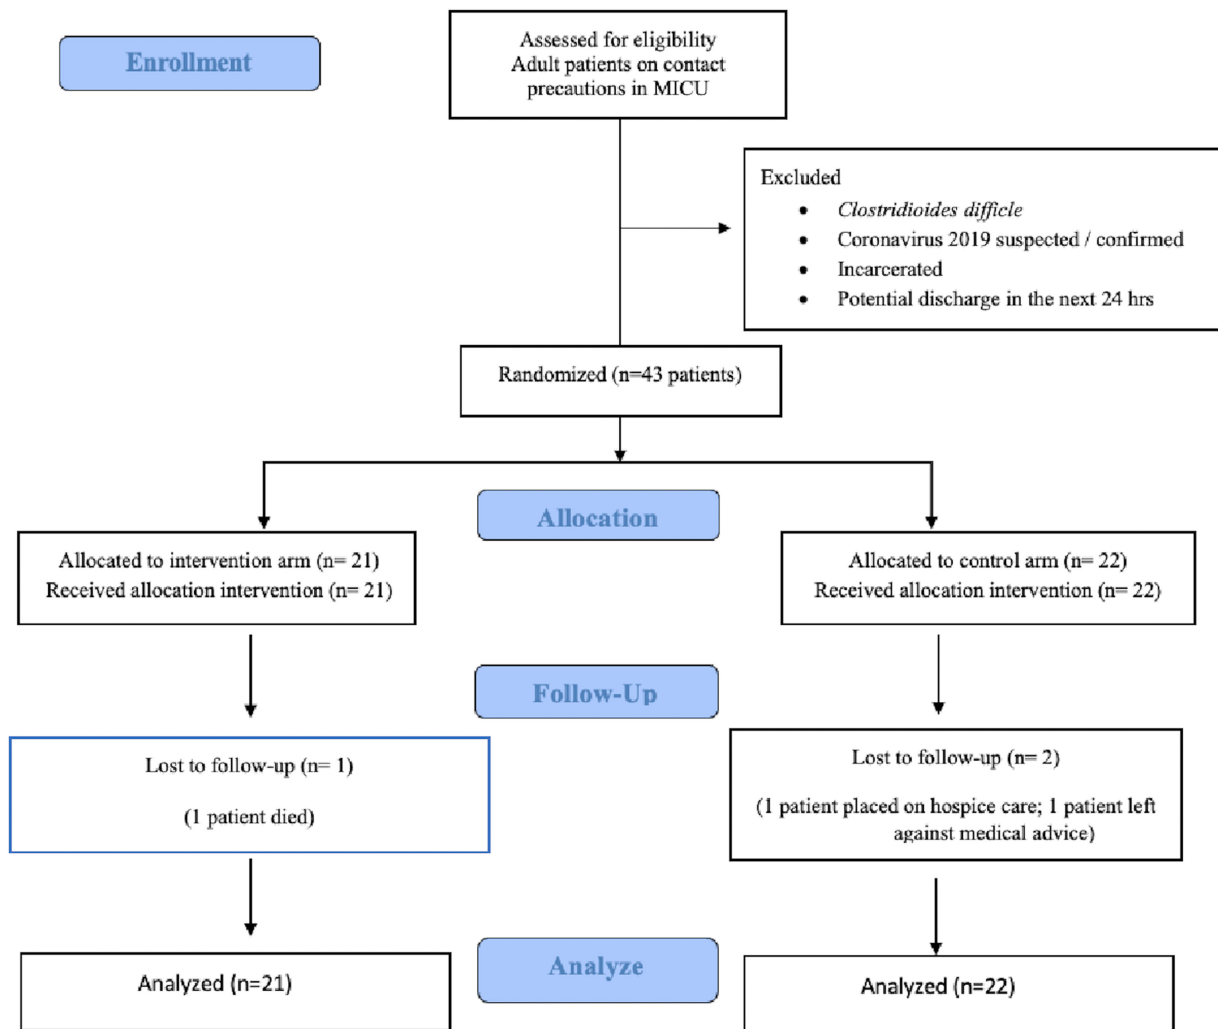 Enrollment
Assessed for eligibility
Adult patients on contact
precautions in MICU
Excluded
• Clostridioides difficle
• Coronavirus 2019 suspected / confirmed
• Incarcerated
• Potential discharge in the next 24 hrs
Randomized (n=43 patients)
Allocation
Allocated to intervention arm (n= 21)
Received allocation intervention (n= 21)
Allocated to control arm (n= 22)
Received allocation intervention (n= 22)
Follow-Up
Lost to follow-up (n= 1)
(1 patient died)
Lost to follow-up (n= 2)
(1 patient placed on hospice care; 1 patient left
against medical advice)
Analyze
Analyzed (n=21)
Analyzed (n=22)